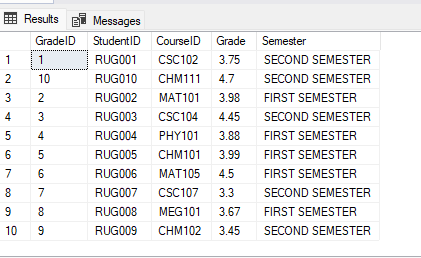 Results Messages
GradeID StudentID CourseID Grade Semester
1 1 RUG001 CSC102 3.75 SECOND SEMESTER
2 10 RUG010 CHM111 4.7 SECOND SEMESTER
3 2 RUG002 MAT101 3.98 FIRST SEMESTER
4 3 RUG003 CSC104 4.45 SECOND SEMESTER
5 4 RUG004 PHY101 3.88 FIRST SEMESTER
6 5 RUG005 CHM101 3.99 FIRST SEMESTER
7 6 RUG006 MAT105 4.5 FIRST SEMESTER
8 7 RUG007 CSC107 3.3 SECOND SEMESTER
9 8 RUG008 MEG101 3.67 FIRST SEMESTER
10 9 RUG009 CHM102 3.45 SECOND SEMESTER